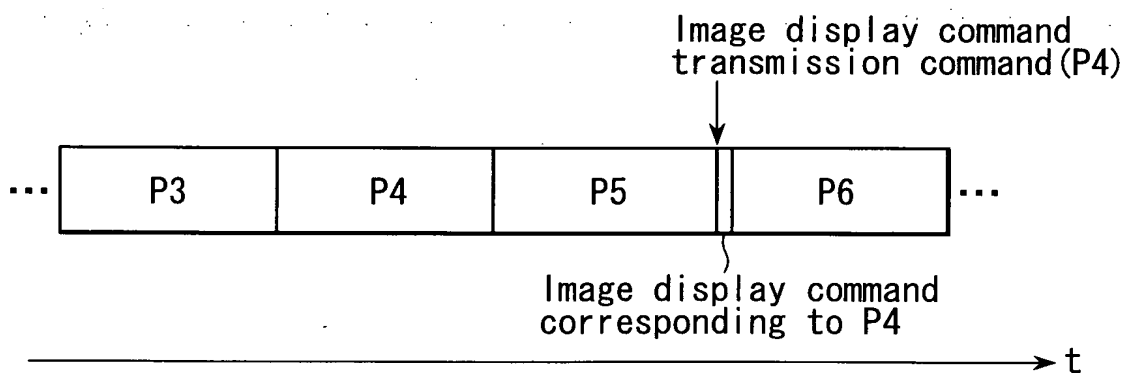 Image display command
transmission command(P4)
... P3 P4 P5 P6 ...
Image display command
corresponding to P4
t